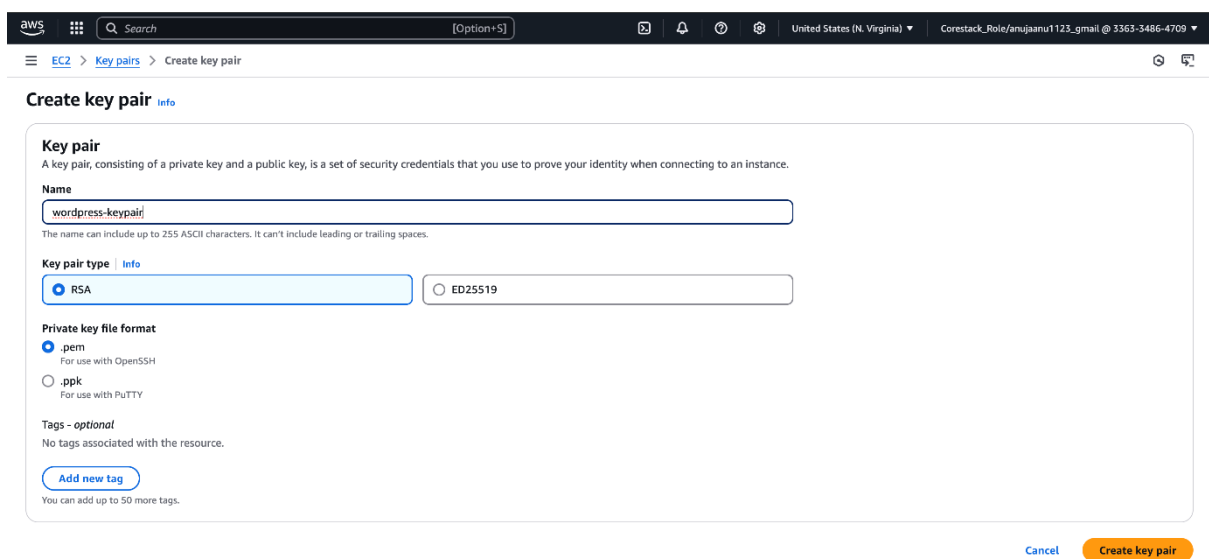 aws Search [Option+S] United States (N. Virginia) ▼ Corestack_Role/anujaanu1123_gmail @ 3363-3486-4709 ▼
EC2 > Key pairs > Create key pair
Create key pair Info
Key pair
A key pair, consisting of a private key and a public key, is a set of security credentials that you use to prove your identity when connecting to an instance.
Name
wordpress-keypair
The name can include up to 255 ASCII characters. It can't include leading or trailing spaces.
Key pair type Info
RSA ED25519
Private key file format
.pem
For use with OpenSSH
.ppk
For use with PuTTY
Tags - optional
No tags associated with the resource.
Add new tag
You can add up to 50 more tags.
Cancel Create key pair